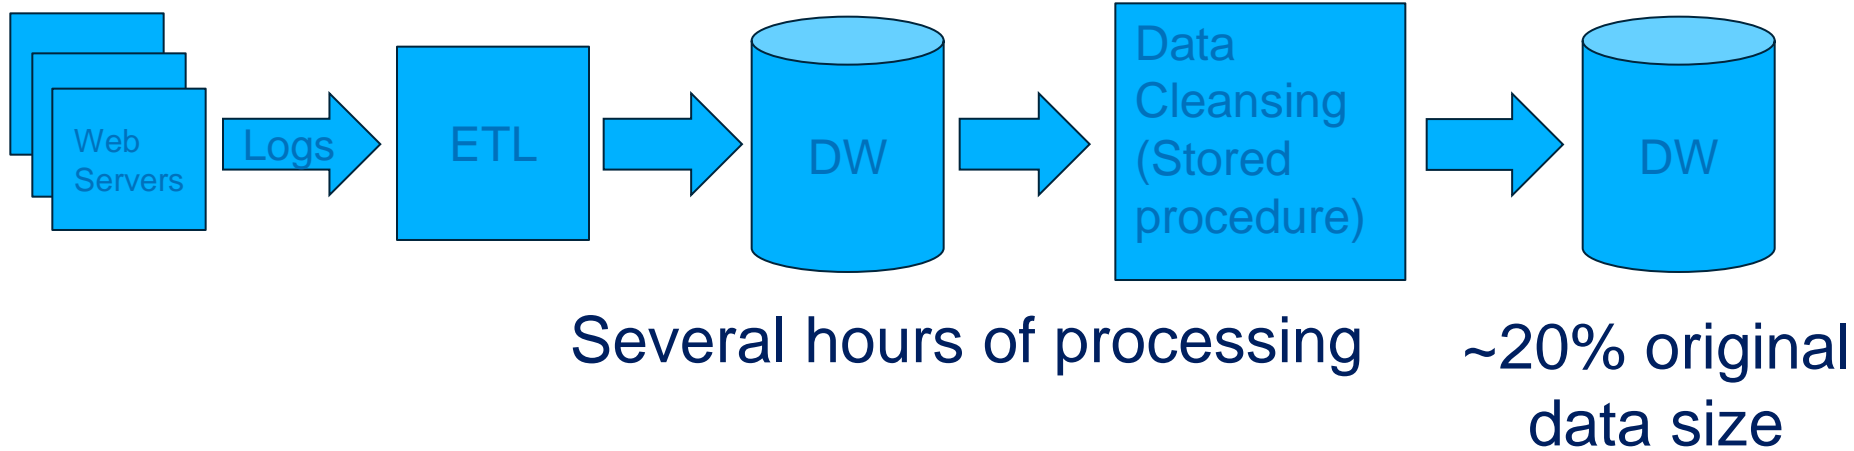 Web
Servers
Logs
ETL
DW
Data
Cleansing
(Stored
procedure)
DW
Several hours of processing
~20% original
data size